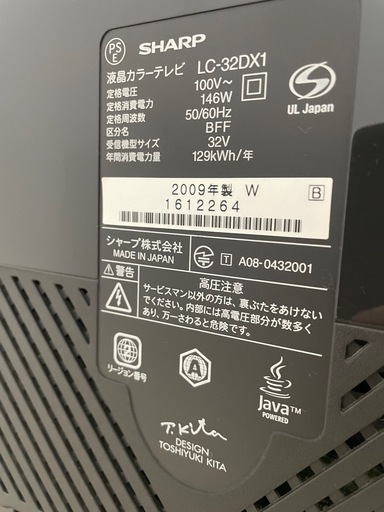 PS
E
SHARP
液晶カラーテレビ LC-32DX1
定格電圧 100V~
定格消費電力 146W
定格周波数 50/60Hz
区分名 BFF
受信機型サイズ 32V
年間消費電力量 129kWh/年
UL Japan
2009年製 W
B
1612264
シャープ株式会社
MADE IN JAPAN
T A08-0432001
警告
高圧注意
サービスマン以外の方は、裏ぶたをあけないで
ください。内部には高電圧部分が数多く
あり、万一さわると危険です。
リージョン番号
2
A
Java™
POWERED
T. Kita
DESIGN
TOSHIYUKI KITA